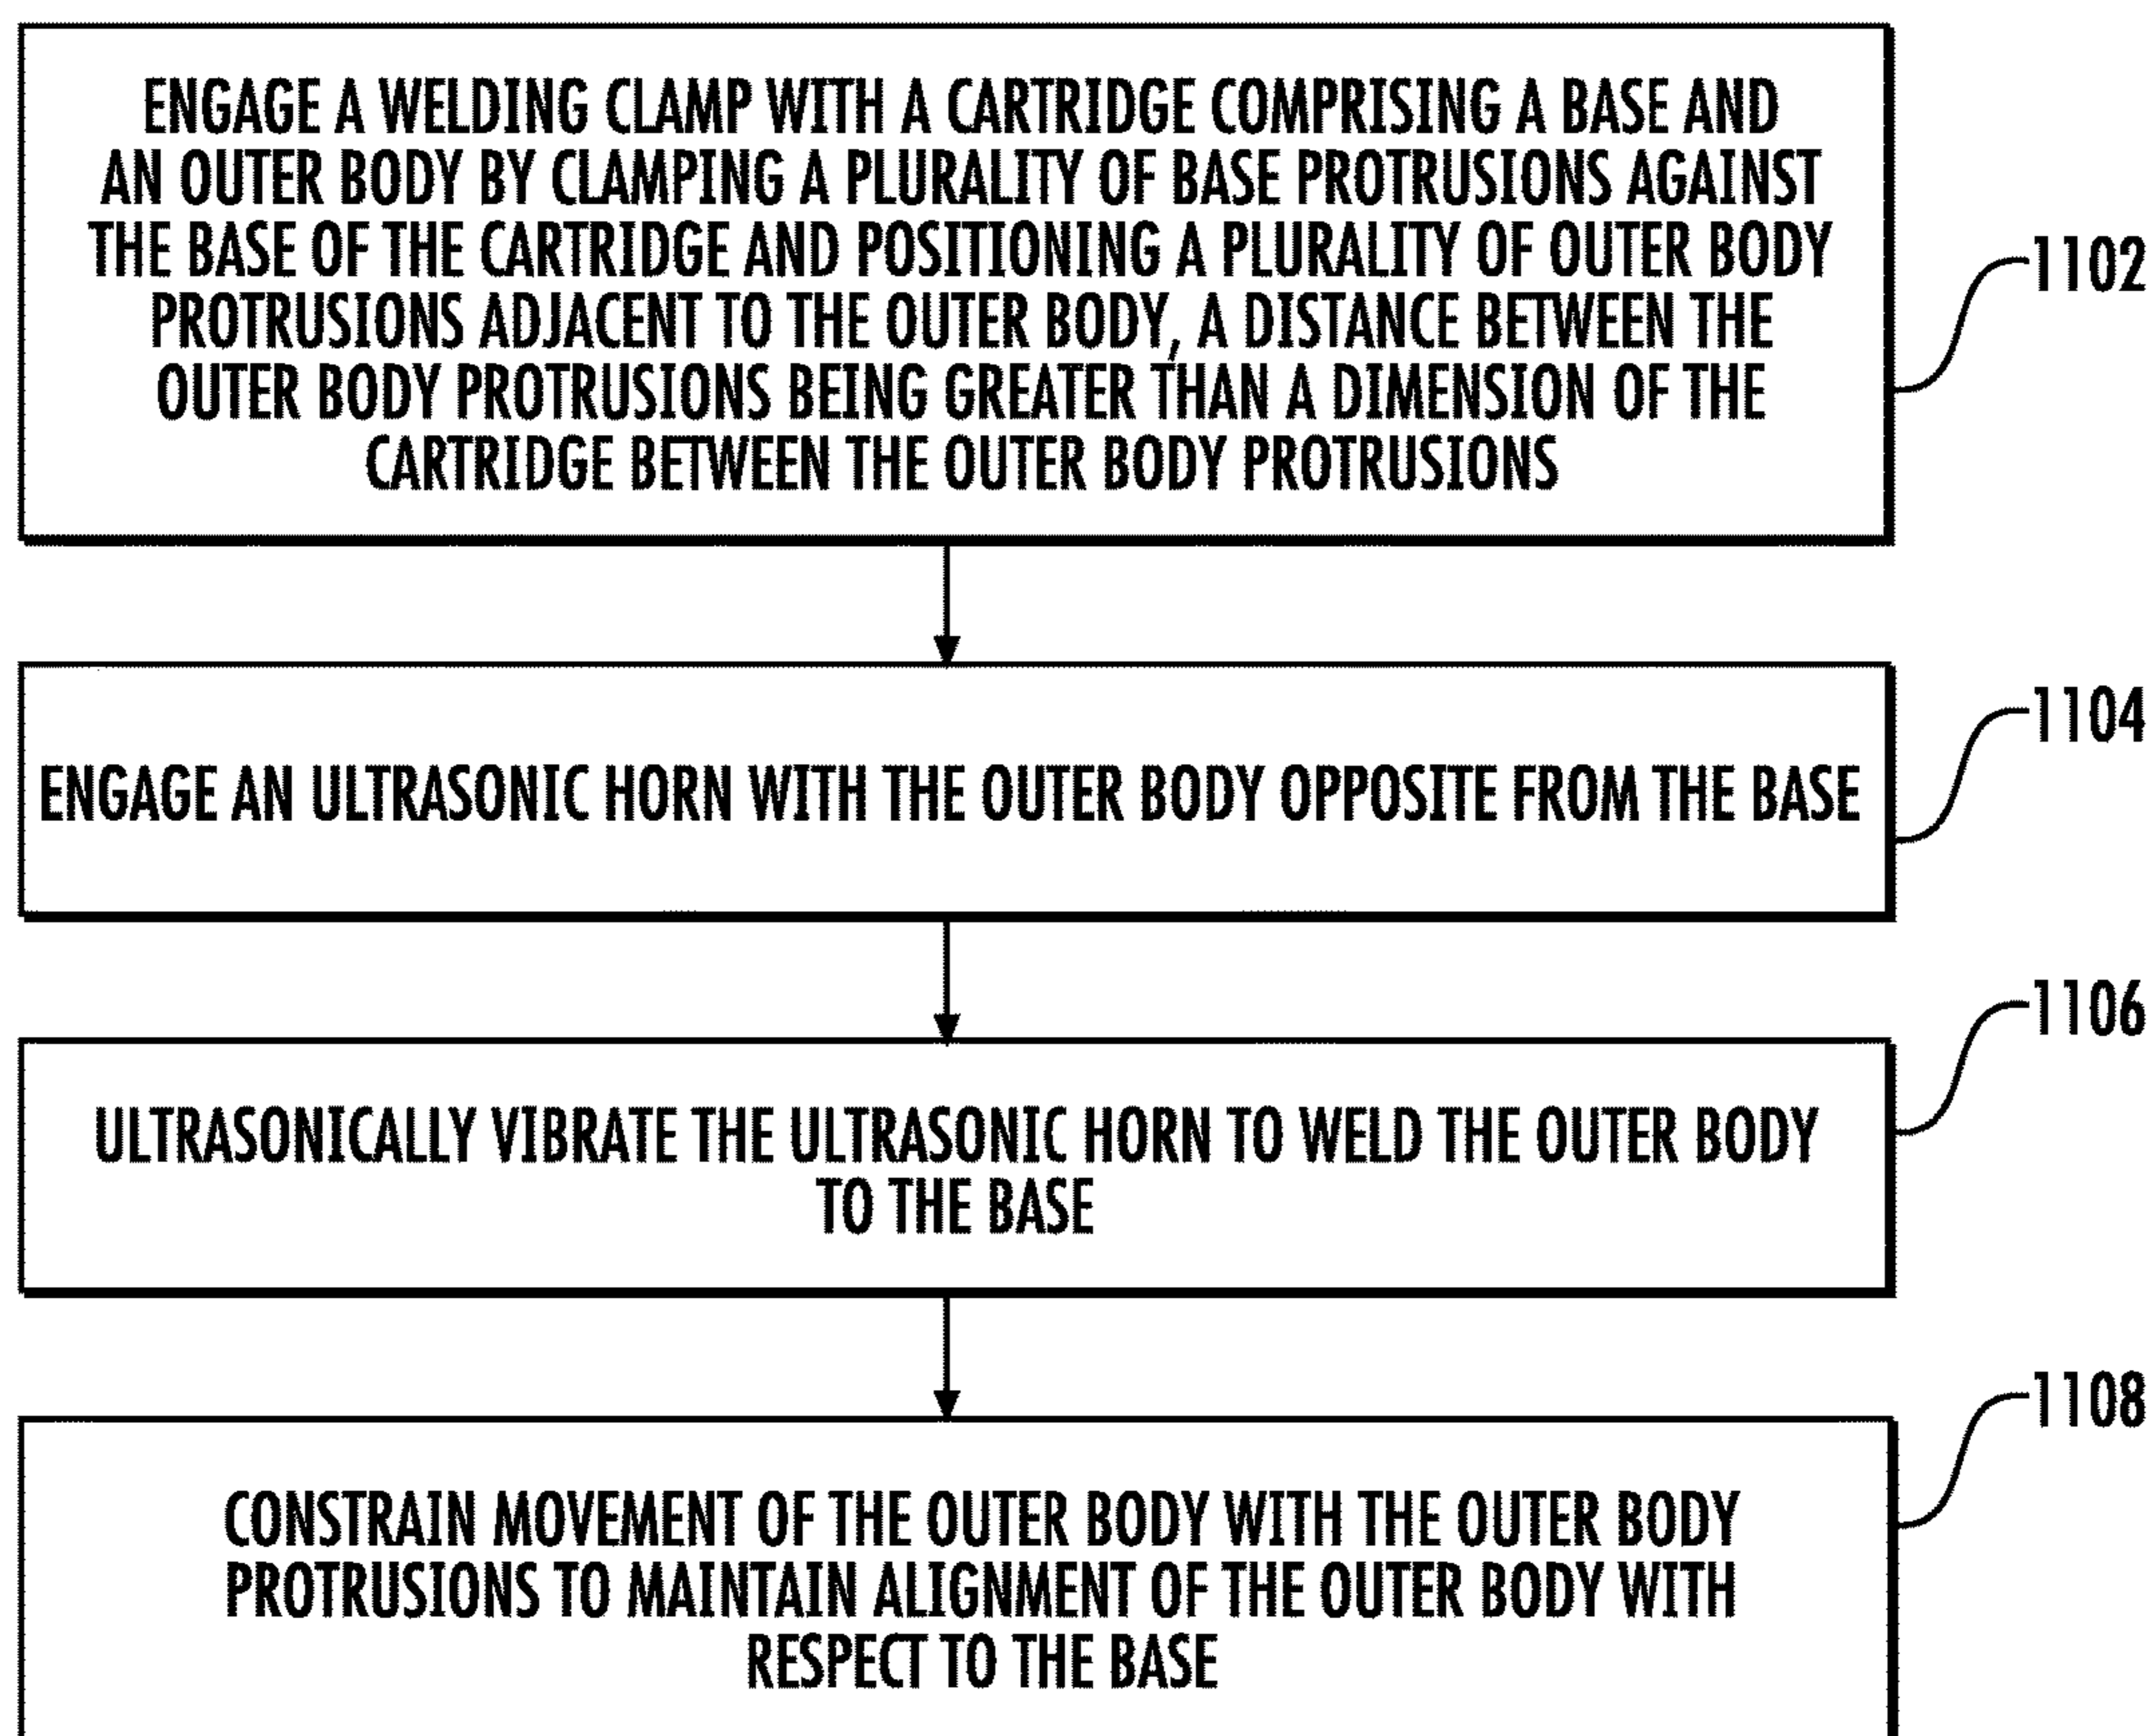 ENGAGE A WELDING CLAMP WITH A CARTRIDGE COMPRISING A BASE AND
AN OUTER BODY BY CLAMPING A PLURALITY OF BASE PROTRUSIONS AGAINST
THE BASE OF THE CARTRIDGE AND POSITIONING A PLURALITY OF OUTER BODY
PROTRUSIONS ADJACENT TO THE OUTER BODY, A DISTANCE BETWEEN THE
OUTER BODY PROTRUSIONS BEING GREATER THAN A DIMENSION OF THE
CARTRIDGE BETWEEN THE OUTER BODY PROTRUSIONS
1102
ENGAGE AN ULTRASONIC HORN WITH THE OUTER BODY OPPOSITE FROM THE BASE
1104
ULTRASONICALLY VIBRATE THE ULTRASONIC HORN TO WELD THE OUTER BODY
TO THE BASE
1106
CONSTRAIN MOVEMENT OF THE OUTER BODY WITH THE OUTER BODY
PROTRUSIONS TO MAINTAIN ALIGNMENT OF THE OUTER BODY WITH
RESPECT TO THE BASE
1108